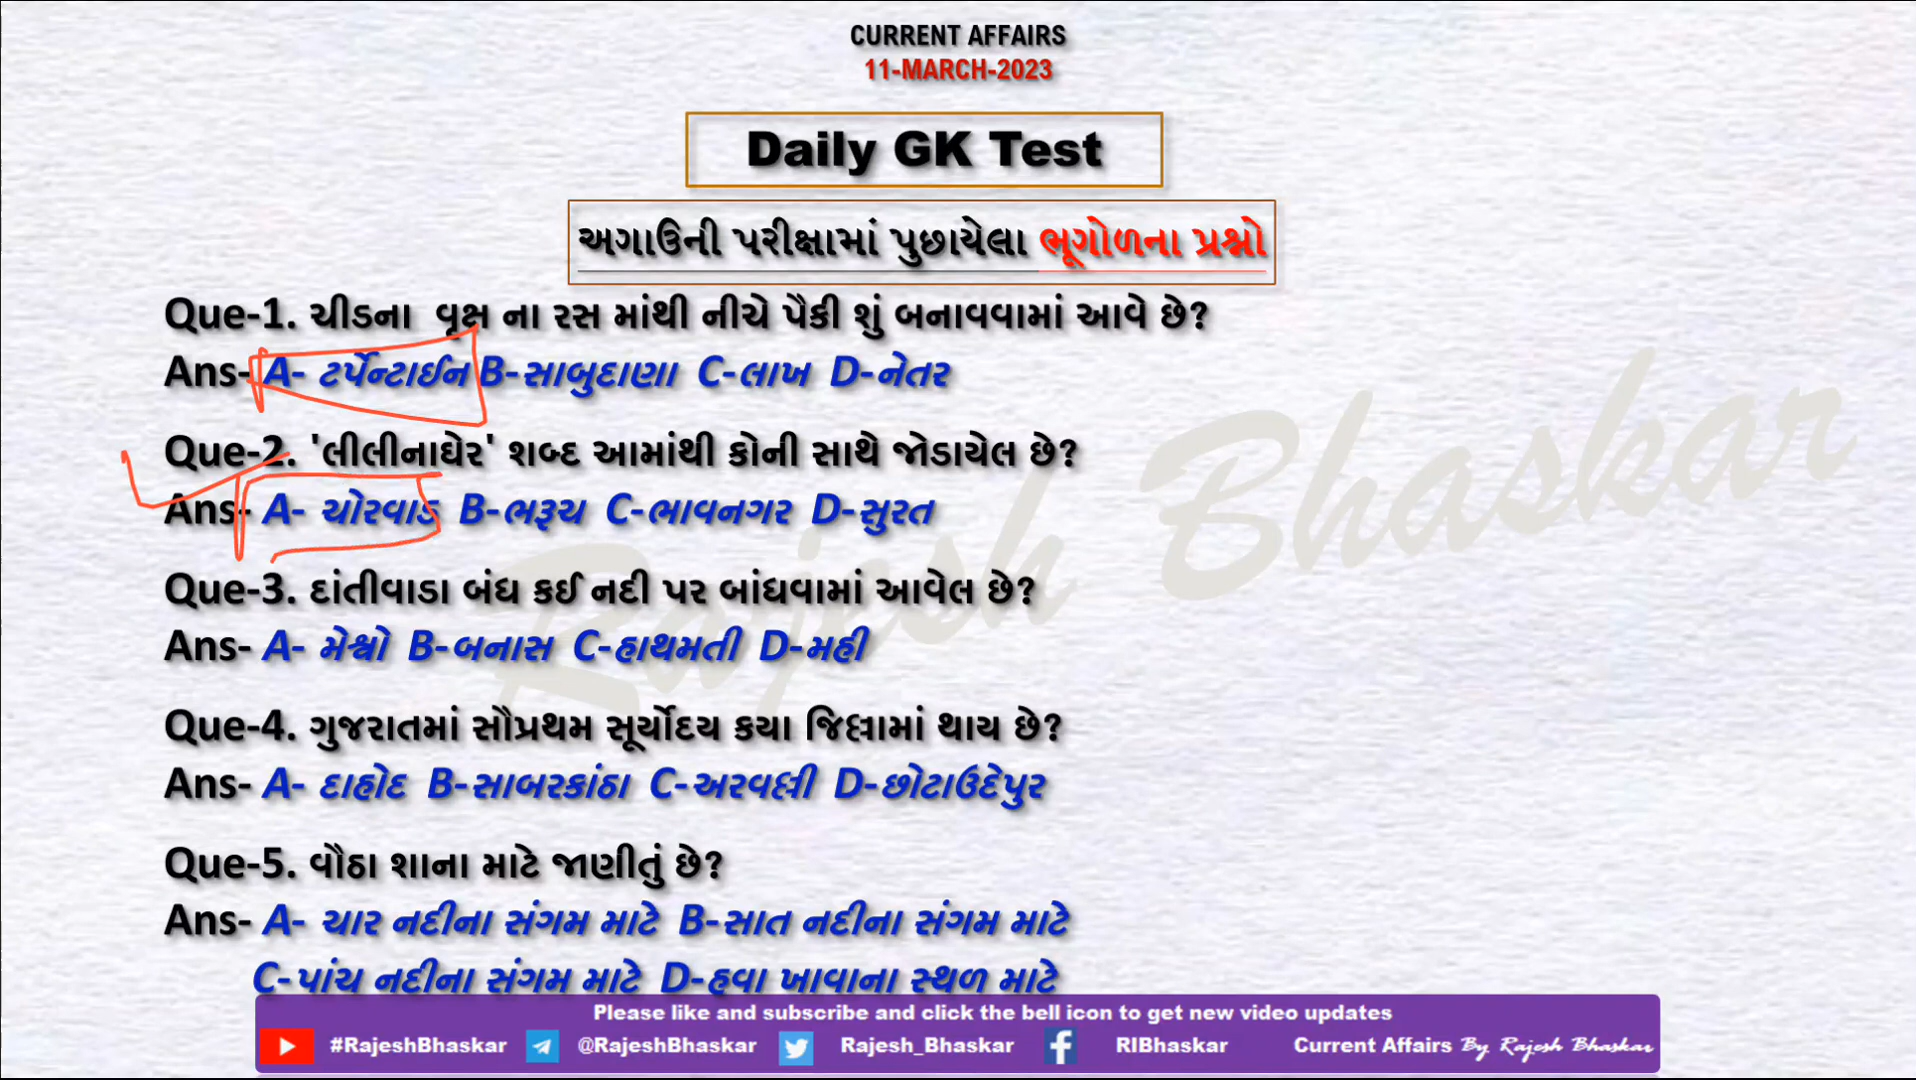 CURRENT AFFAIRS
11-MARCH-2023
Daily GK Test
અગાઉની પરીક્ષામાં પુછાયેલા ભૂગોળના પ્રશ્નો
Que-1. ચીડના વૃક્ષ ના રસ માંથી નીચે પૈકી શું બનાવવામાં આવે છે?
Ans- A- ટર્પેન્ટાઈન B-સાબુદાણા C-લાખ D-નેતર
Que-2. 'લીલીનાઘેર' શબ્દ આમાંથી કોની સાથે જોડાયેલ છે?
Ans- A- ચોરવાડ B-ભરૂચ C-ભાવનગર D-સુરત
Que-3. દાંતીવાડા બંધ કઈ નદી પર બાંધવામાં આવેલ છે?
Ans- A- મેશ્વો B-બનાસ C-હાથમતી D-મહી
Que-4. ગુજરાતમાં સૌપ્રથમ સૂર્યોદય કયા જિલ્લામાં થાય છે?
Ans- A- દાહોદ B-સાબરકાંઠા C-અરવલ્લી D-છોટાઉદેપુર
Que-5. વૌઠા શાના માટે જાણીતું છે?
Ans- A- ચાર નદીના સંગમ માટે B-સાત નદીના સંગમ માટે
C-પાંચ નદીના સંગમ માટે D-હવા ખાવાના સ્થળ માટે
Rajesh Bhaskar
Please like and subscribe and click the bell icon to get new video updates
#RajeshBhaskar @RajeshBhaskar Rajesh_Bhaskar RIBhaskar Current Affairs By Rajesh Bhaskar